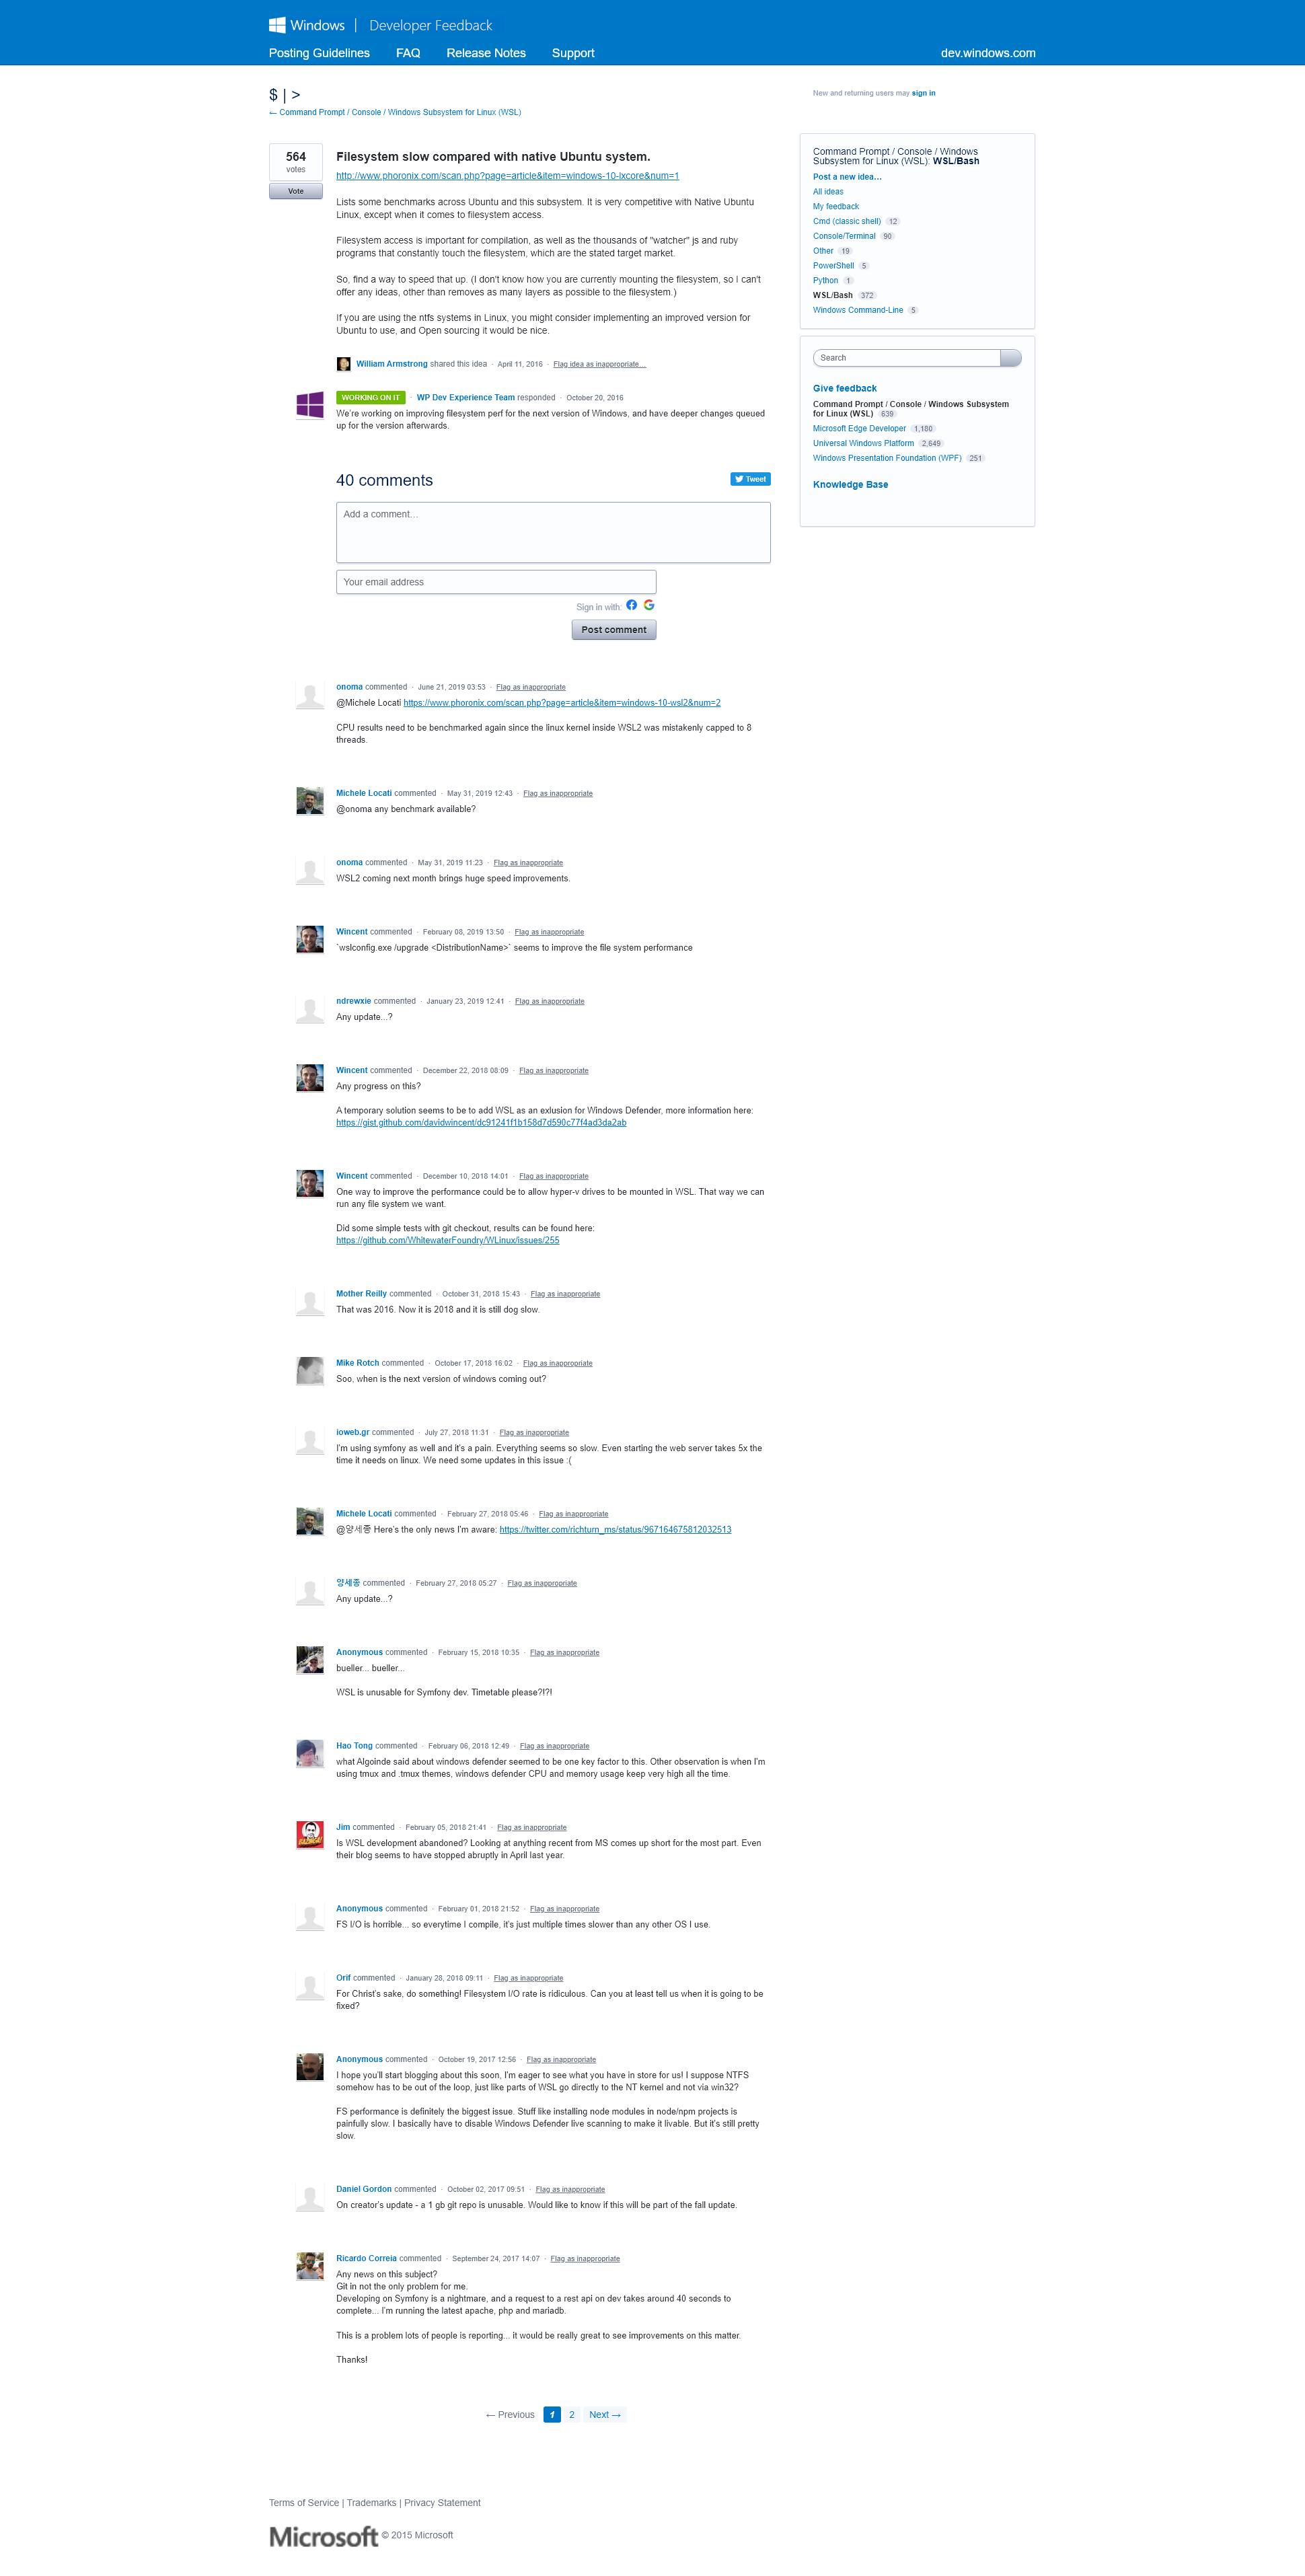 Windows | Developer Feedback
Posting Guidelines FAQ Release Notes Support dev.windows.com
$ | >
← Command Prompt / Console / Windows Subsystem for Linux (WSL)
New and returning users may sign in
564
votes
Vote
Filesystem slow compared with native Ubuntu system.
http://www.phoronix.com/scan.php?page=article&item=windows-10-lxcore&num=1
Lists some benchmarks across Ubuntu and this subsystem. It is very competitive with Native Ubuntu
Linux, except when it comes to filesystem access.
Filesystem access is important for compilation, as well as the thousands of "watcher" js and ruby
programs that constantly touch the filesystem, which are the stated target market.
So, find a way to speed that up. (I don't know how you are currently mounting the filesystem, so I can't
offer any ideas, other than removes as many layers as possible to the filesystem.)
If you are using the ntfs systems in Linux, you might consider implementing an improved version for
Ubuntu to use, and Open sourcing it would be nice.
William Armstrong shared this idea · April 11, 2016 · Flag idea as inappropriate…
WORKING ON IT · WP Dev Experience Team responded · October 20, 2016
We're working on improving filesystem perf for the next version of Windows, and have deeper changes queued
up for the version afterwards.
40 comments
Tweet
Add a comment…
Your email address
Sign in with:
Post comment
onoma commented · June 21, 2019 03:53 · Flag as inappropriate
@Michele Locati https://www.phoronix.com/scan.php?page=article&item=windows-10-wsl2&num=2
CPU results need to be benchmarked again since the linux kernel inside WSL2 was mistakenly capped to 8
threads.
Michele Locati commented · May 31, 2019 12:43 · Flag as inappropriate
@onoma any benchmark available?
onoma commented · May 31, 2019 11:23 · Flag as inappropriate
WSL2 coming next month brings huge speed improvements.
Wincent commented · February 08, 2019 13:50 · Flag as inappropriate
`wslconfig.exe /upgrade <DistributionName>` seems to improve the file system performance
ndrewxie commented · January 23, 2019 12:41 · Flag as inappropriate
Any update...?
Wincent commented · December 22, 2018 08:09 · Flag as inappropriate
Any progress on this?
A temporary solution seems to be to add WSL as an exlusion for Windows Defender, more information here:
https://gist.github.com/davidwincent/dc91241f1b158d7d590c77f4ad3da2ab
Wincent commented · December 10, 2018 14:01 · Flag as inappropriate
One way to improve the performance could be to allow hyper-v drives to be mounted in WSL. That way we can
run any file system we want.
Did some simple tests with git checkout, results can be found here:
https://github.com/WhitewaterFoundry/WLinux/issues/255
Mother Reilly commented · October 31, 2018 15:43 · Flag as inappropriate
That was 2016. Now it is 2018 and it is still dog slow.
Mike Rotch commented · October 17, 2018 16:02 · Flag as inappropriate
Soo, when is the next version of windows coming out?
ioweb.gr commented · July 27, 2018 11:31 · Flag as inappropriate
I'm using symfony as well and it's a pain. Everything seems so slow. Even starting the web server takes 5x the
time it needs on linux. We need some updates in this issue :(
Michele Locati commented · February 27, 2018 05:46 · Flag as inappropriate
@양세종 Here's the only news I'm aware: https://twitter.com/richturn_ms/status/967164675812032513
양세종 commented · February 27, 2018 05:27 · Flag as inappropriate
Any update...?
Anonymous commented · February 15, 2018 10:35 · Flag as inappropriate
bueller... bueller...
WSL is unusable for Symfony dev. Timetable please?!?!
Hao Tong commented · February 06, 2018 12:49 · Flag as inappropriate
what Algoinde said about windows defender seemed to be one key factor to this. Other observation is when I'm
using tmux and .tmux themes, windows defender CPU and memory usage keep very high all the time.
Jim commented · February 05, 2018 21:41 · Flag as inappropriate
Is WSL development abandoned? Looking at anything recent from MS comes up short for the most part. Even
their blog seems to have stopped abruptly in April last year.
Anonymous commented · February 01, 2018 21:52 · Flag as inappropriate
FS I/O is horrible... so everytime I compile, it's just multiple times slower than any other OS I use.
Orif commented · January 28, 2018 09:11 · Flag as inappropriate
For Christ's sake, do something! Filesystem I/O rate is ridiculous. Can you at least tell us when it is going to be
fixed?
Anonymous commented · October 19, 2017 12:56 · Flag as inappropriate
I hope you'll start blogging about this soon, I'm eager to see what you have in store for us! I suppose NTFS
somehow has to be out of the loop, just like parts of WSL go directly to the NT kernel and not via win32?
FS performance is definitely the biggest issue. Stuff like installing node modules in node/npm projects is
painfully slow. I basically have to disable Windows Defender live scanning to make it livable. But it's still pretty
slow.
Daniel Gordon commented · October 02, 2017 09:51 · Flag as inappropriate
On creator's update - a 1 gb git repo is unusable. Would like to know if this will be part of the fall update.
Ricardo Correia commented · September 24, 2017 14:07 · Flag as inappropriate
Any news on this subject?
Git in not the only problem for me.
Developing on Symfony is a nightmare, and a request to a rest api on dev takes around 40 seconds to
complete... I'm running the latest apache, php and mariadb.
This is a problem lots of people is reporting... it would be really great to see improvements on this matter.
Thanks!
← Previous 1 2 Next →
Command Prompt / Console / Windows
Subsystem for Linux (WSL): WSL/Bash
Post a new idea…
All ideas
My feedback
Cmd (classic shell) 12
Console/Terminal 90
Other 19
PowerShell 5
Python 1
WSL/Bash 372
Windows Command-Line 5
Search
Give feedback
Command Prompt / Console / Windows Subsystem
for Linux (WSL) 639
Microsoft Edge Developer 1,180
Universal Windows Platform 2,649
Windows Presentation Foundation (WPF) 251
Knowledge Base
Terms of Service | Trademarks | Privacy Statement
Microsoft © 2015 Microsoft